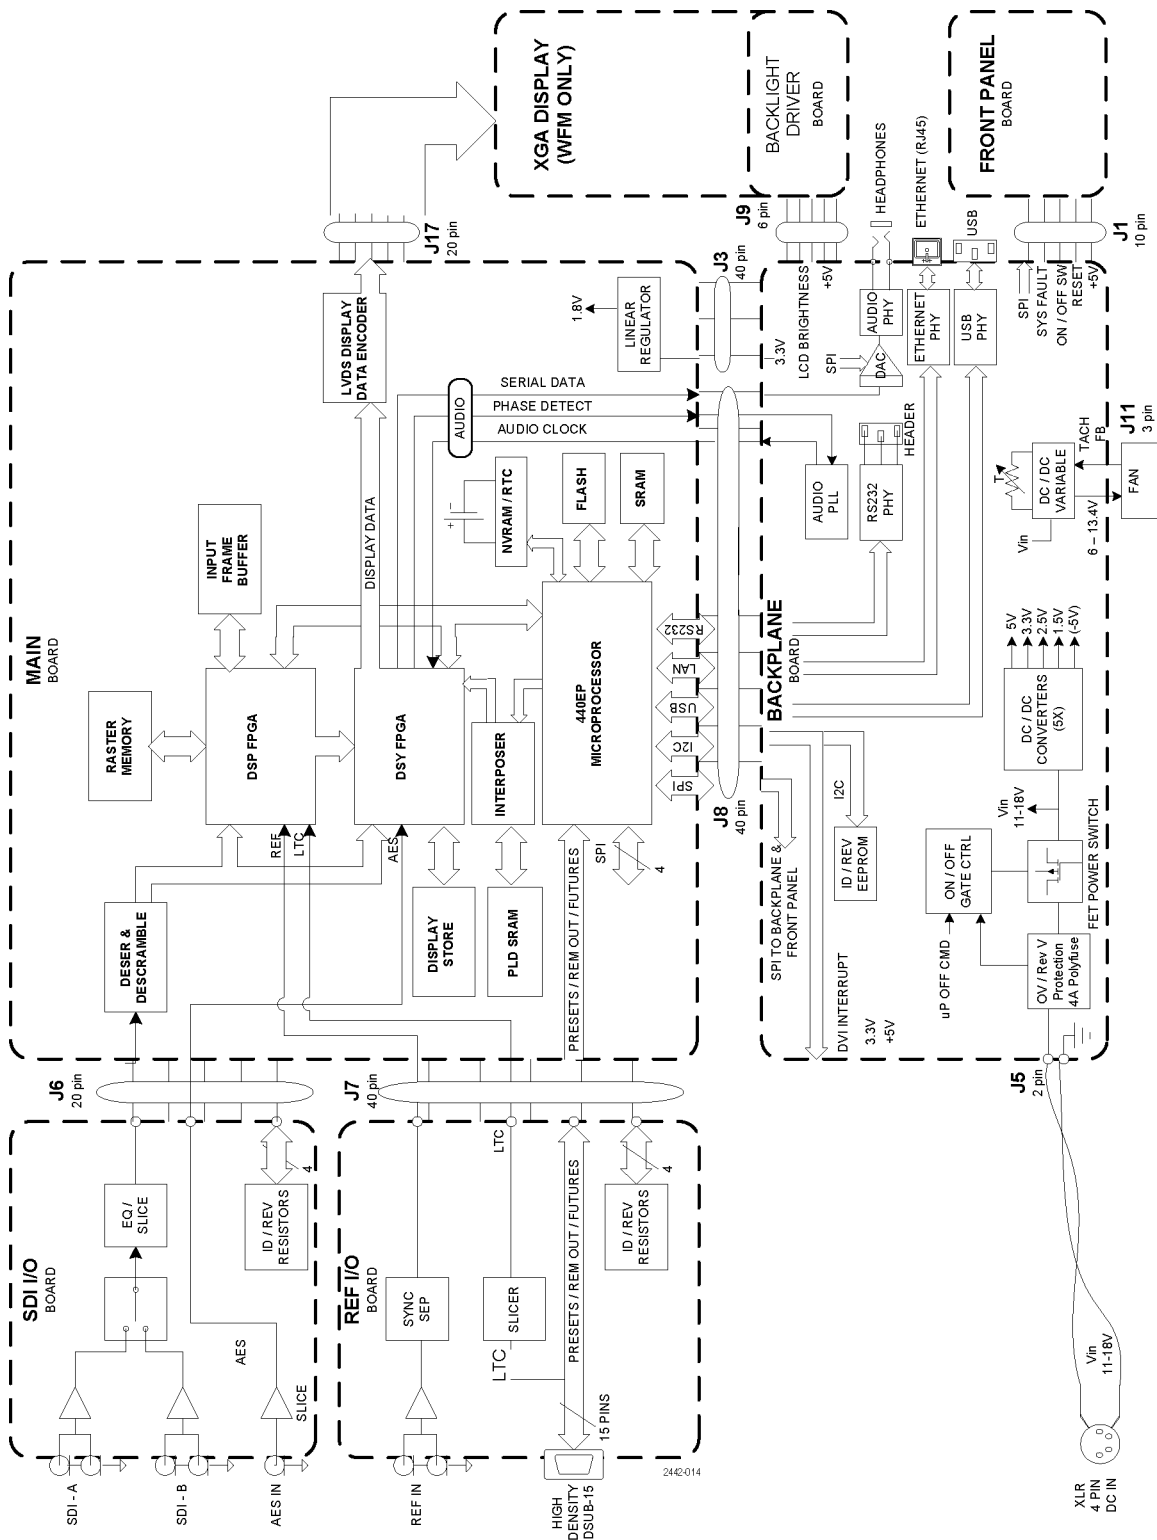 SDI I/O
BOARD
SDI - A
SDI - B
AES IN
EQ /
SLICE
AES
SLICE
ID / REV
RESISTORS
4
J6
20 pin
REF I/O
BOARD
REF IN
HIGH
DENSITY
DSUB-15
SYNC
SEP
SLICER
LTC
LTC
PRESETS / REM OUT / FUTURES
15 PINS
ID / REV
RESISTORS
4
J7
40 pin
2442-014
MAIN
BOARD
DESER &
DESCRAMBLE
RASTER
MEMORY
INPUT
FRAME
BUFFER
DSP FPGA
REF
LTC
DSY FPGA
AES
DISPLAY
STORE
PLD SRAM
INTERPOSER
440EP
MICROPROCESSOR
PRESETS / REM OUT / FUTURES
SPI
4
NVRAM / RTC
+
–
FLASH
SRAM
DISPLAY DATA
LVDS DISPLAY
DATA ENCODER
AUDIO
SERIAL DATA
PHASE DETECT
AUDIO CLOCK
LINEAR
REGULATOR
1.8V
3.3V
SPI
I2C
USB
LAN
RS232
J17
20 pin
J3
40 pin
J8
40 pin
XGA DISPLAY
(WFM ONLY)
BACKLIGHT
DRIVER
BOARD
J9
6 pin
FRONT PANEL
BOARD
J1
10 pin
HEADPHONES
ETHERNET (RJ45)
USB
BACKPLANE
BOARD
LCD BRIGHTNESS
+5V
SPI
DAC
AUDIO
PHY
ETHERNET
PHY
USB
PHY
SPI
SYS FAULT
ON / OFF SW
RESET
+5V
AUDIO
PLL
RS232
PHY
HEADER
SPI TO BACKPLANE &
FRONT PANEL
DVI INTERRUPT
3.3V
+5V
I2C
ID / REV
EEPROM
T
DC / DC
VARIABLE
Vin
TACH
FB
6 – 13.4V
FAN
J11
3 pin
DC / DC
CONVERTERS
(5X)
5V
3.3V
2.5V
1.5V
(-5V)
Vin
11-18V
ON / OFF
GATE CTRL
uP OFF CMD
FET POWER SWITCH
OV / Rev V
Protection
4A Polyfuse
J5
2 pin
Vin
11-18V
XLR
4 PIN
DC IN